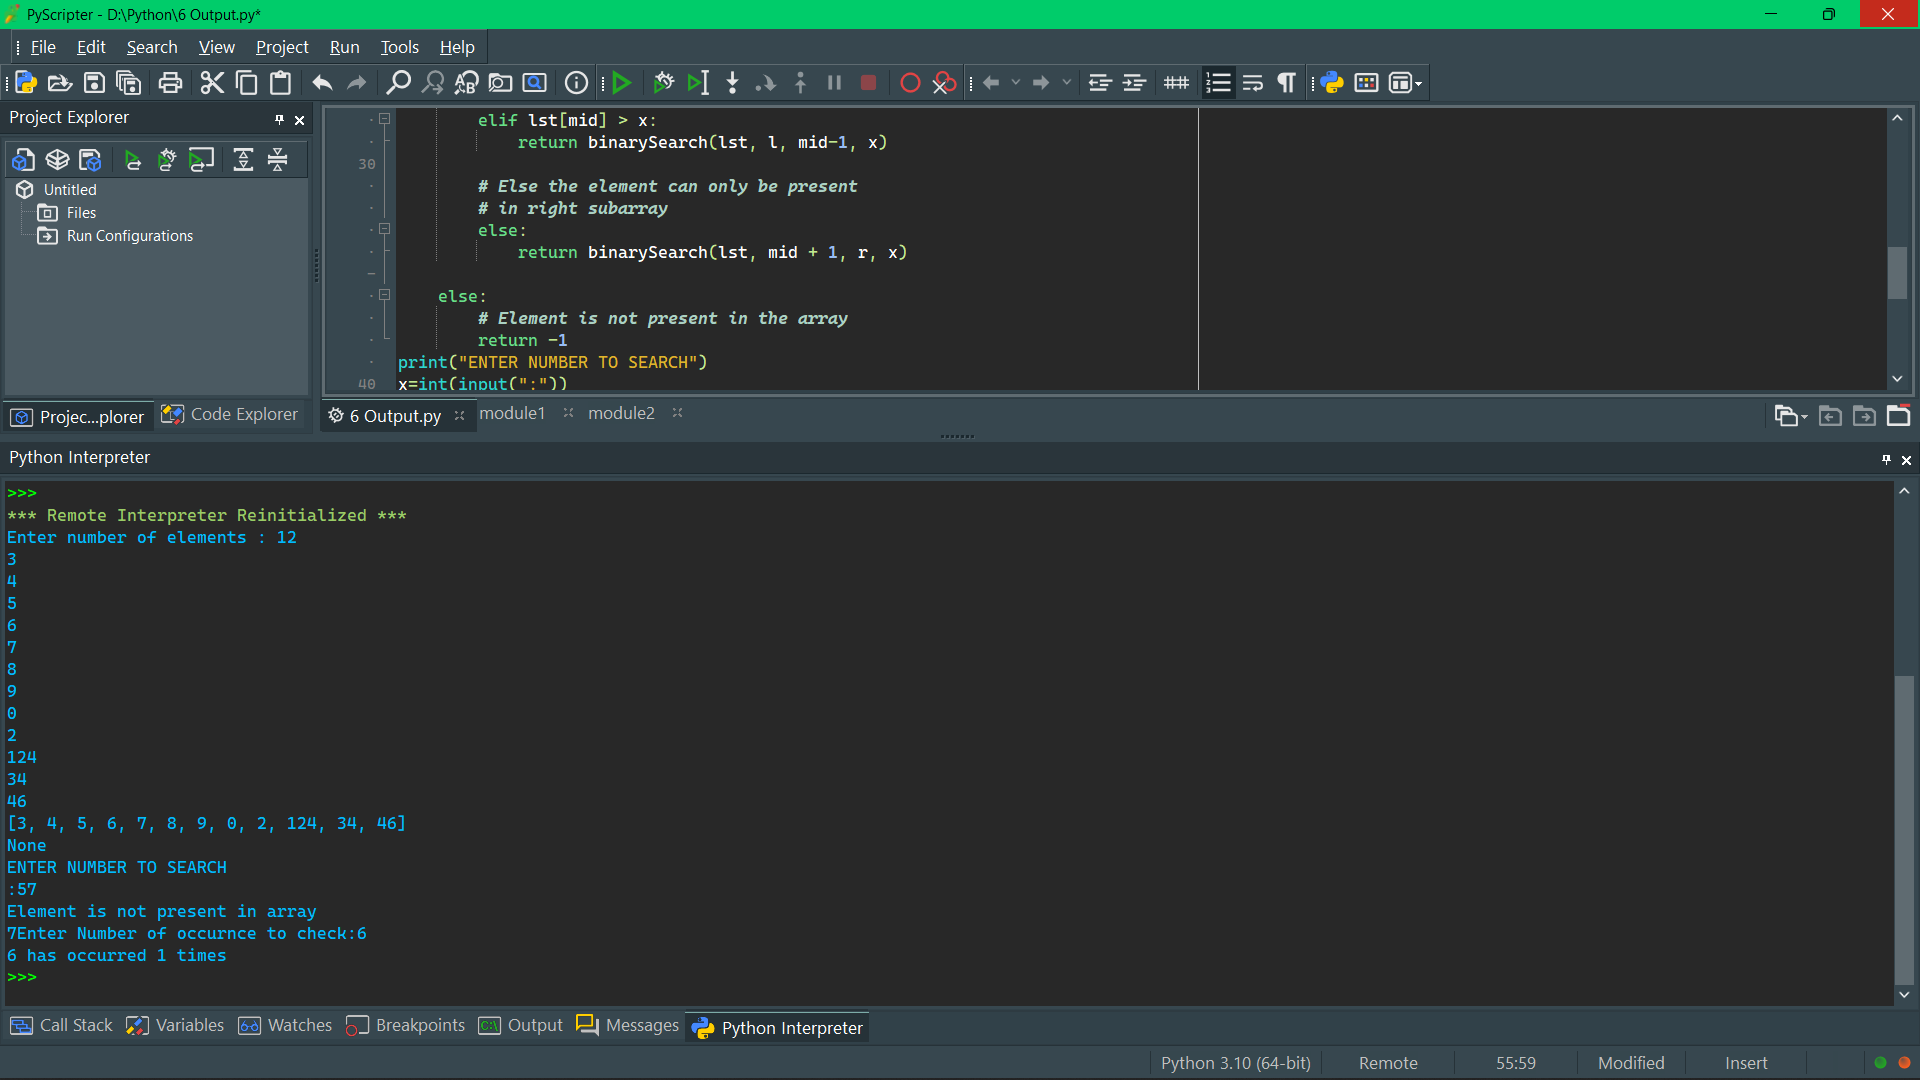 PyScripter - D:\Python\6 Output.py*
File Edit Search View Project Run Tools Help
Project Explorer
Untitled
Files
Run Configurations
Projec...plorer Code Explorer
elif lst[mid] > x:
return binarySearch(lst, l, mid-1, x)
30
# Else the element can only be present
# in right subarray
else:
return binarySearch(lst, mid + 1, r, x)
else:
# Element is not present in the array
return -1
print("ENTER NUMBER TO SEARCH")
40 x=int(input(":"))
6 Output.py module1 module2
Python Interpreter
>>>
*** Remote Interpreter Reinitialized ***
Enter number of elements : 12
3
4
5
6
7
8
9
0
2
124
34
46
[3, 4, 5, 6, 7, 8, 9, 0, 2, 124, 34, 46]
None
ENTER NUMBER TO SEARCH
:57
Element is not present in array
7Enter Number of occurnce to check:6
6 has occurred 1 times
>>>
Call Stack Variables Watches Breakpoints Output Messages Python Interpreter
Python 3.10 (64-bit) Remote 55:59 Modified Insert